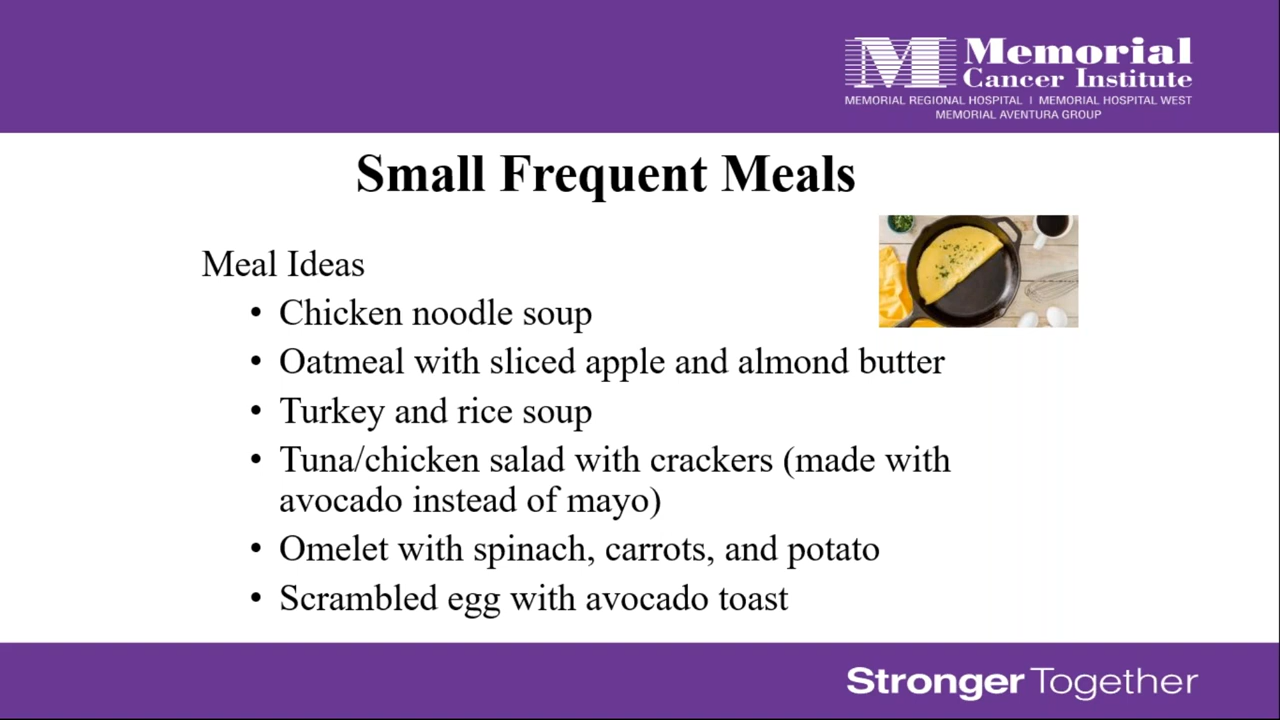 Memorial
Cancer Institute
MEMORIAL REGIONAL HOSPITAL | MEMORIAL HOSPITAL WEST
MEMORIAL AVENTURA GROUP
Small Frequent Meals
Meal Ideas
• Chicken noodle soup
• Oatmeal with sliced apple and almond butter
• Turkey and rice soup
• Tuna/chicken salad with crackers (made with
avocado instead of mayo)
• Omelet with spinach, carrots, and potato
• Scrambled egg with avocado toast
Stronger Together